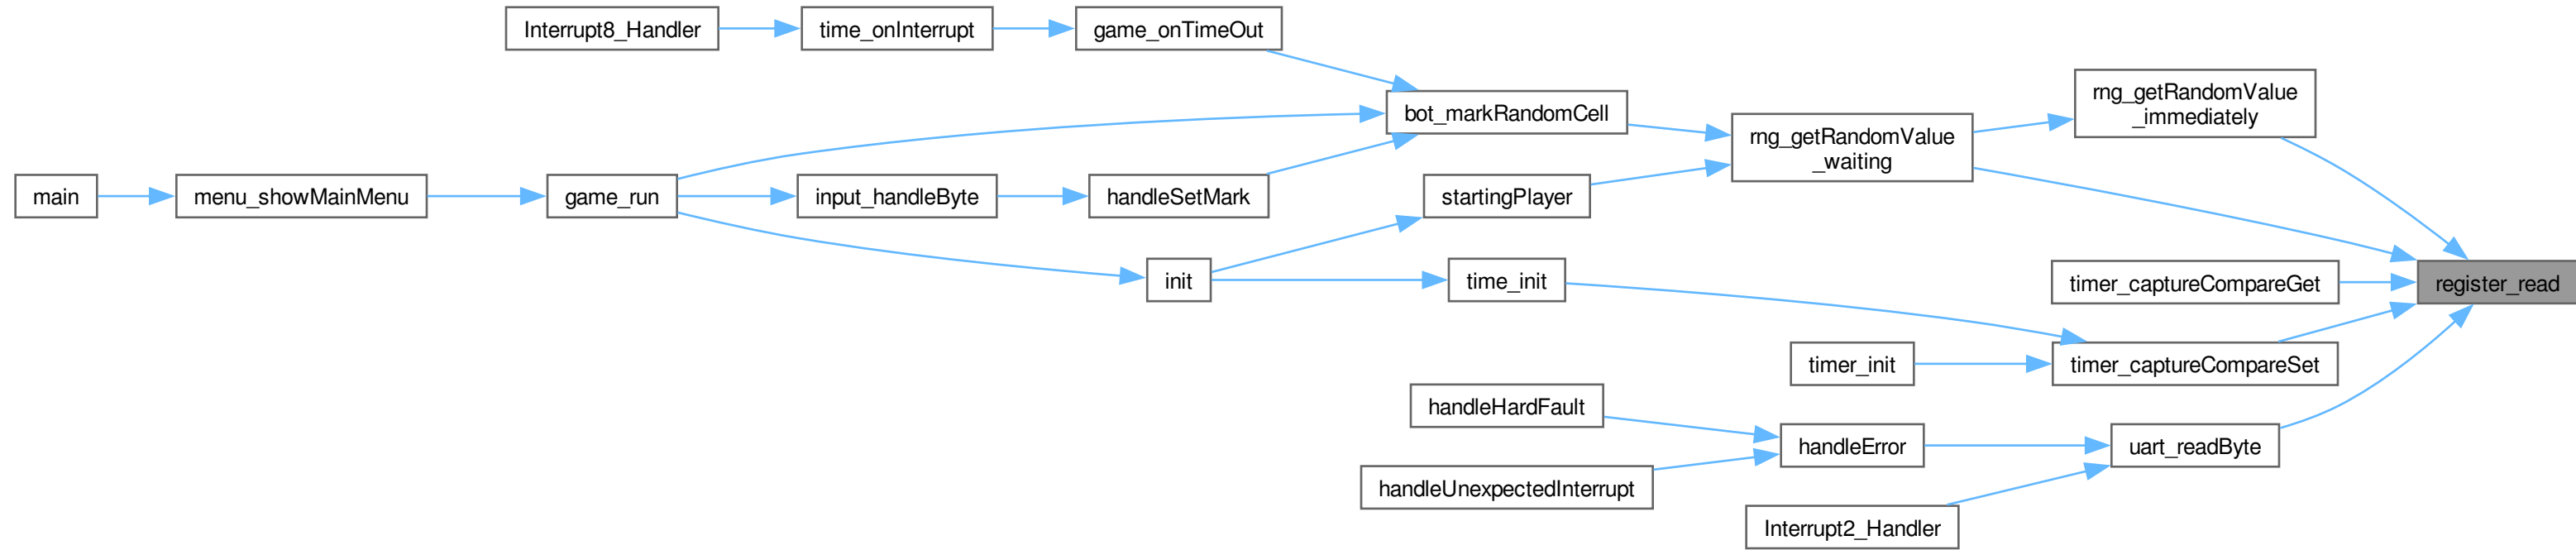 Interrupt8_Handler
time_onInterrupt
game_onTimeOut
bot_markRandomCell
rng_getRandomValue
_immediately
rng_getRandomValue
_waiting
main
menu_showMainMenu
game_run
input_handleByte
handleSetMark
startingPlayer
init
time_init
timer_captureCompareGet
register_read
timer_init
timer_captureCompareSet
handleHardFault
handleError
uart_readByte
handleUnexpectedInterrupt
Interrupt2_Handler